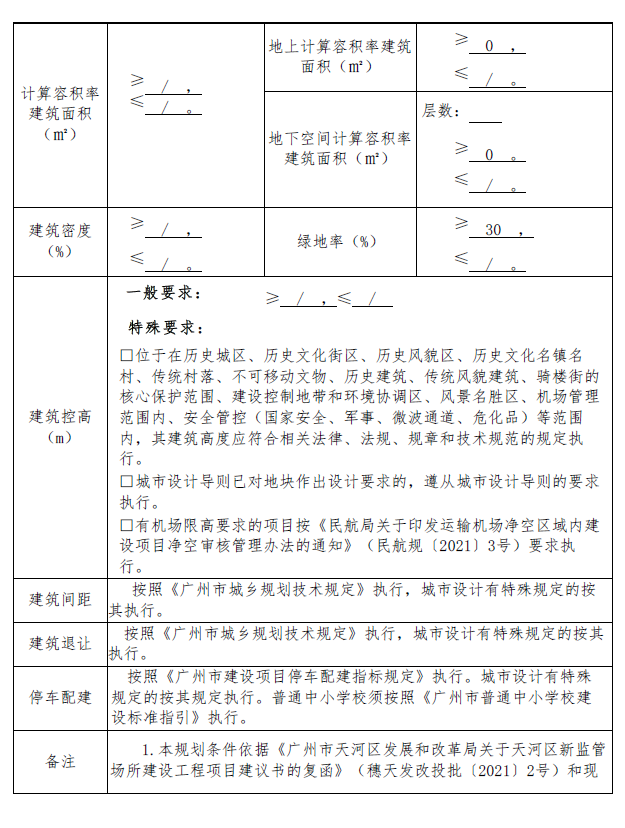 计算容积率
建筑面积
（㎡）
≥ / ，
≤ / 。
地上计算容积率建筑
面积（㎡）
≥ 0 ，
≤ / 。
地下空间计算容积率
建筑面积（㎡）
层数：
≥ 0 。
≤ / 。
建筑密度
（%）
≥ / ，
≤ / 。
绿地率（%）
≥ 30 ，
≤ / 。
建筑控高
（m）
一般要求： ≥ / ，≤ /
特殊要求：
□位于在历史城区、历史文化街区、历史风貌区、历史文化名镇名
村、传统村落、不可移动文物、历史建筑、传统风貌建筑、骑楼街的
核心保护范围、建设控制地带和环境协调区、风景名胜区、机场管理
范围内、安全管控（国家安全、军事、微波通道、危化品）等范围
内，其建筑高度应符合相关法律、法规、规章和技术规范的规定执
行。
□城市设计导则已对地块作出设计要求的，遵从城市设计导则的要求
执行。
□有机场限高要求的项目按《民航局关于印发运输机场净空区域内建
设项目净空审核管理办法的通知》（民航规〔2021〕3号）要求执
行。
建筑间距
按照《广州市城乡规划技术规定》执行，城市设计有特殊规定的按
其执行。
建筑退让
按照《广州市城乡规划技术规定》执行，城市设计有特殊规定的按其
执行。
停车配建
按照《广州市建设项目停车配建指标规定》执行。城市设计有特殊
规定的按其规定执行。普通中小学校须按照《广州市普通中小学校建
设标准指引》执行。
备注
1.本规划条件依据《广州市天河区发展和改革局关于天河区新监管
场所建设工程项目建议书的复函》（穗天发改投批〔2021〕2号）和现